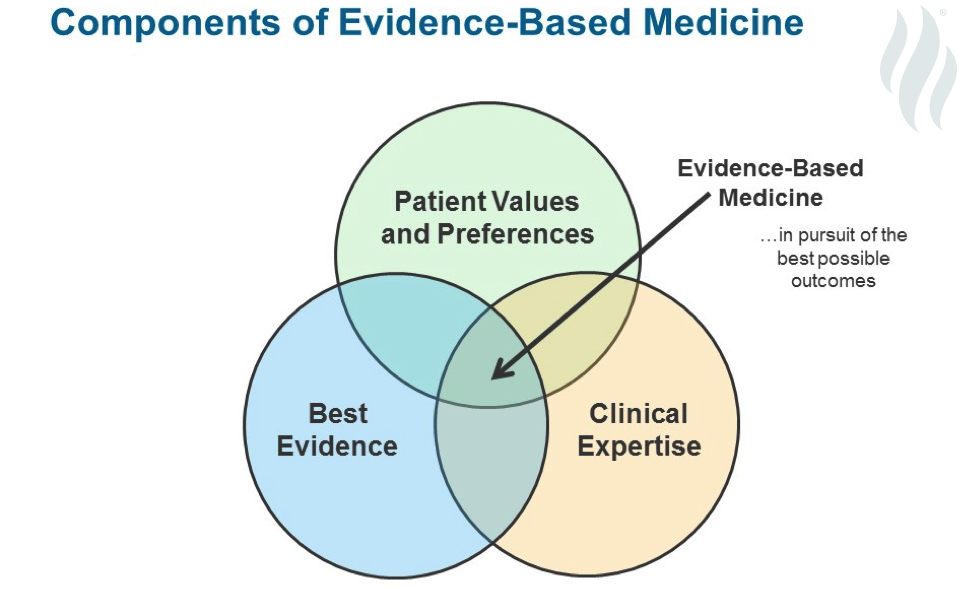 Components of Evidence-Based Medicine
®
Evidence-Based
Medicine
…in pursuit of the
best possible
outcomes
Patient Values
and Preferences
Best
Evidence
Clinical
Expertise